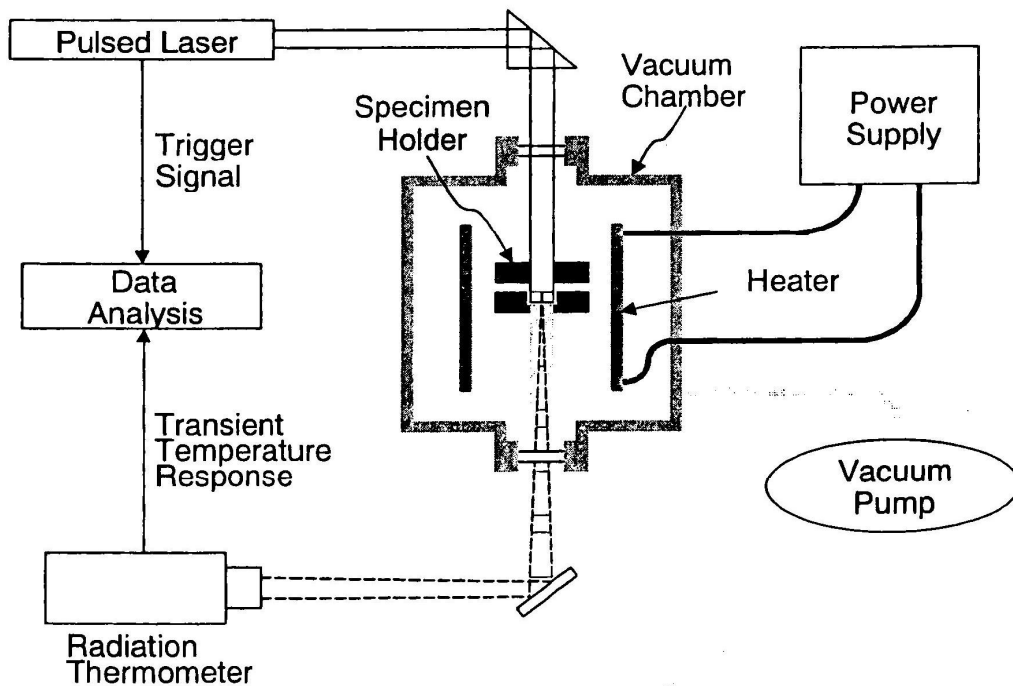 Pulsed Laser
Vacuum
Chamber
Specimen
Holder
Power
Supply
Trigger
Signal
Data
Analysis
Heater
Transient
Temperature
Response
Vacuum
Pump
Radiation
Thermometer